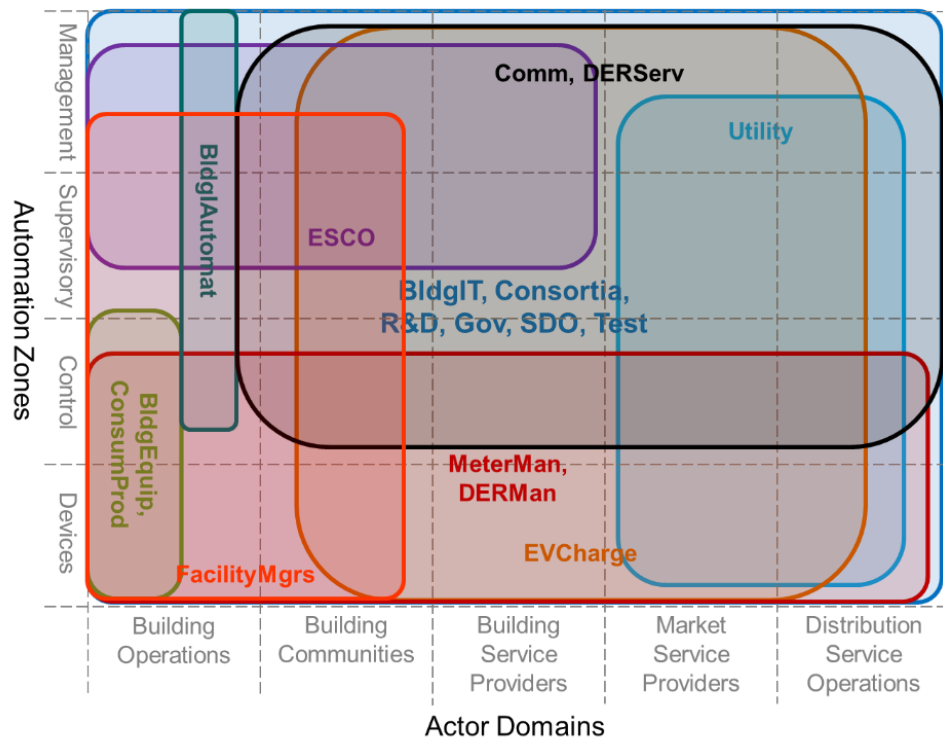 Comm, DERServ
Utility
BldglAutomat
ESCO
BldgIT, Consortia,
R&D, Gov, SDO, Test
BldgEquip,
ConsumProd
MeterMan,
DERMan
EVCharge
FacilityMgrs
Automation Zones
Management
Supervisory
Control
Devices
Building
Operations
Building
Communities
Building
Service
Providers
Market
Service
Providers
Distribution
Service
Operations
Actor Domains